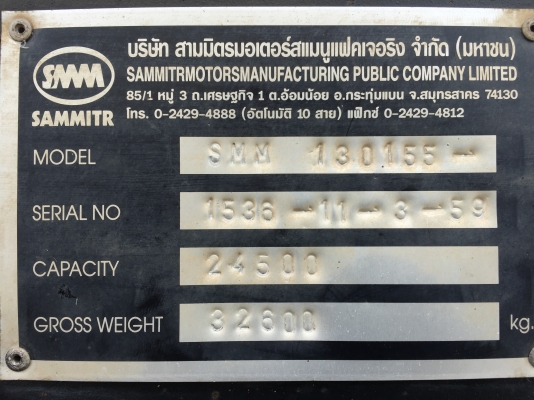 บริษัท สามมิตรมอเตอร์สแมนูแฟคเจอริง จำกัด (มหาชน)
SMM
SAMMITRMOTORSMANUFACTURING PUBLIC COMPANY LIMITED
85/1 หมู่ 3 ถ.เศรษฐกิจ 1 ต.อ้อมน้อย อ.กระทุ่มแบน จ.สมุทรสาคร 74130
SAMMITR
โทร. 0-2429-4888 (อัตโนมัติ 10 สาย) แฟ็กซ์ 0-2429-4812
MODEL SMM 130155-
SERIAL NO 1536-11-3-59
CAPACITY 24500
GROSS WEIGHT 32600 kg.